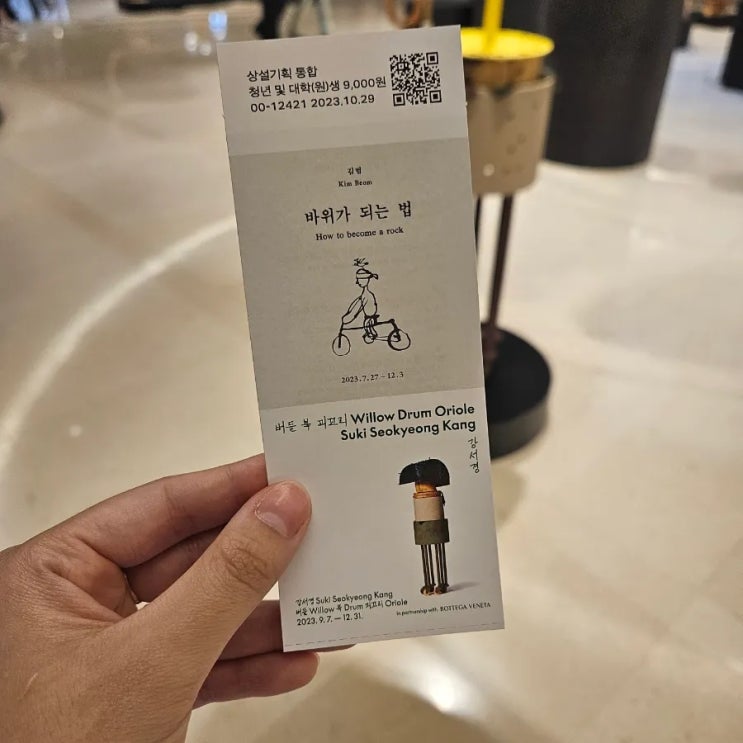 상설기획 통합
청년 및 대학(원)생 9,000원
00-12421 2023.10.29
김범
Kim Beom
바위가 되는 법
How to become a rock
2023.7.27 – 12.3
버들 북 꾀꼬리 Willow Drum Oriole
Suki Seokyeong Kang
강서경
강서경 Suki Seokyeong Kang
버들 Willow 북 Drum 꾀꼬리 Oriole
2023. 9. 7. — 12. 31.
In partnership with BOTTEGA VENETA